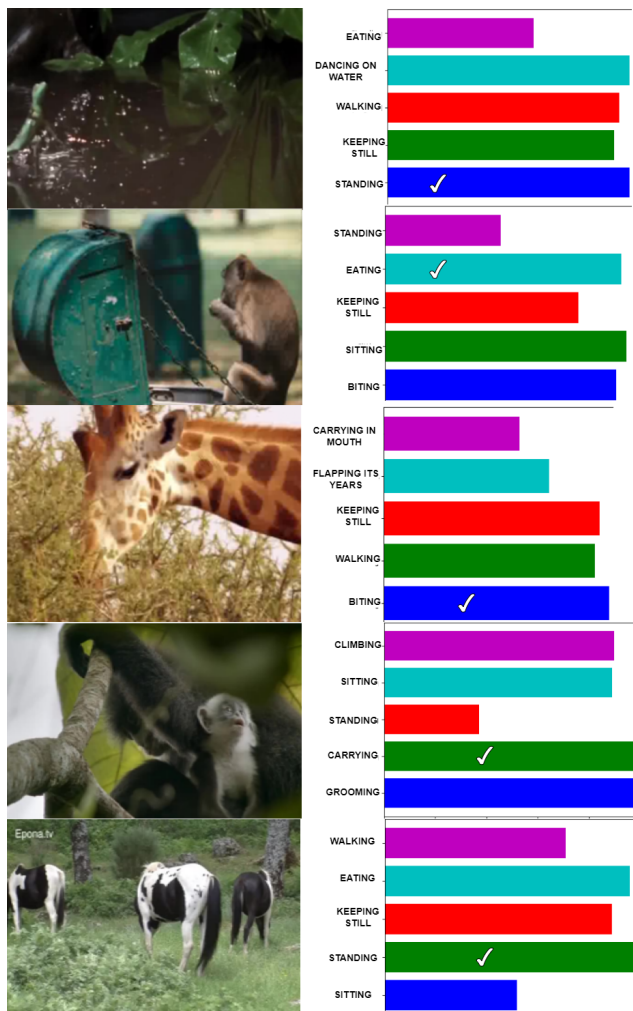 EATING
DANCING ON
WATER
WALKING
KEEPING
STILL
STANDING
STANDING
EATING
KEEPING
STILL
SITTING
BITING
CARRYING IN
MOUTH
FLAPPING ITS
YEARS
KEEPING
STILL
WALKING
BITING
CLIMBING
SITTING
STANDING
CARRYING
GROOMING
Epona.tv
WALKING
EATING
KEEPING
STILL
STANDING
SITTING